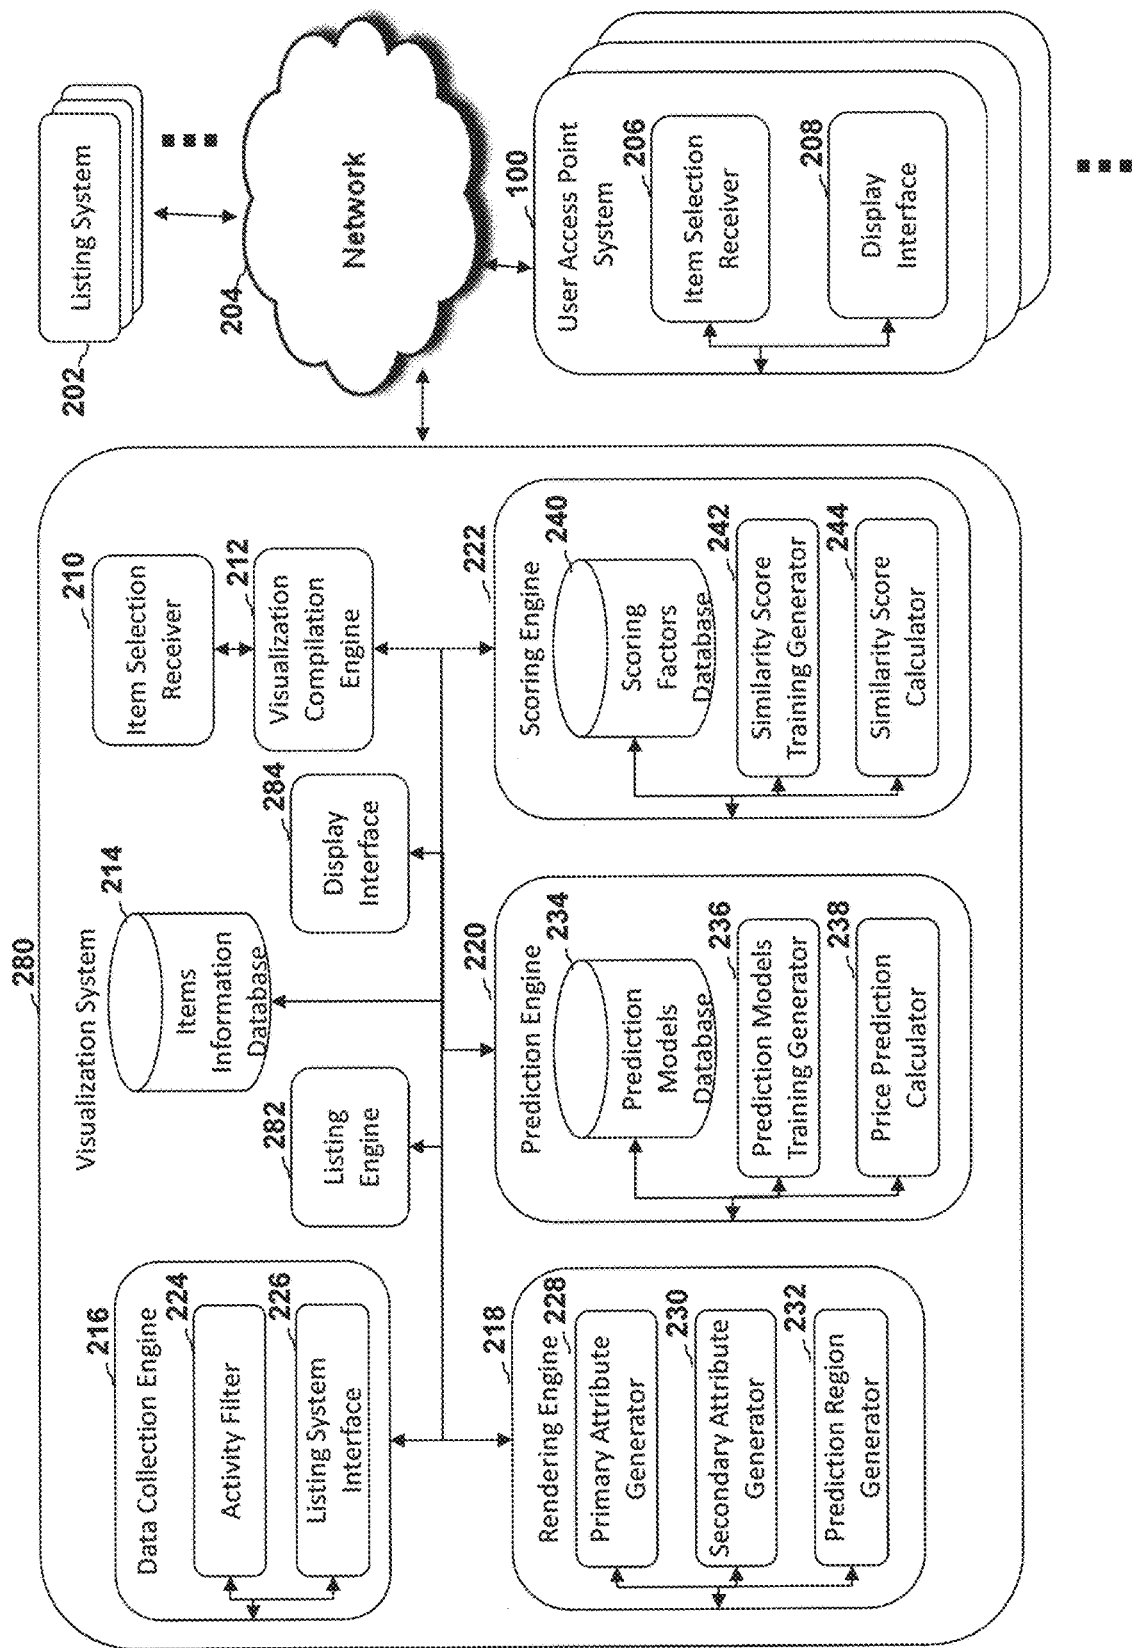 280
Visualization System
216
Data Collection Engine
224
Activity Filter
226
Listing System
Interface
282
Listing
Engine
214
Items
Information
Database
284
Display
Interface
210
Item Selection
Receiver
212
Visualization
Compilation
Engine
218
Rendering Engine
228
Primary Attribute
Generator
230
Secondary Attribute
Generator
232
Prediction Region
Generator
220
Prediction Engine
234
Prediction
Models
Database
236
Prediction Models
Training Generator
238
Price Prediction
Calculator
222
Scoring Engine
240
Scoring
Factors
Database
242
Similarity Score
Training Generator
244
Similarity Score
Calculator
202
Listing System
204
Network
100
User Access Point
System
206
Item Selection
Receiver
208
Display
Interface